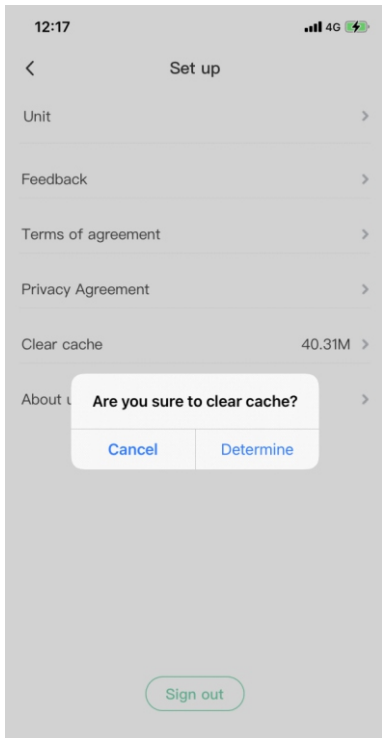 12:17 4G
Set up
Unit
Feedback
Terms of agreement
Privacy Agreement
Clear cache 40.31M
About
Are you sure to clear cache?
Cancel Determine
Sign out